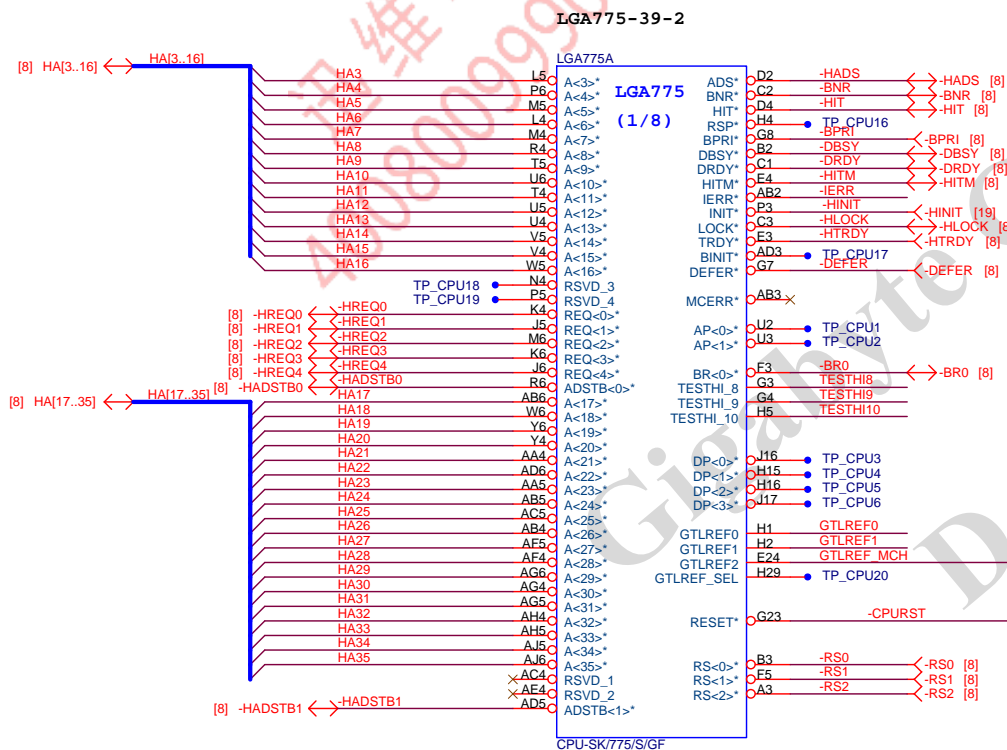 LGA775-39-2
LGA775A
LGA775
(1/8)
[8] HA[3..16] HA[3..16]
HA3 L5 A<3>*
HA4 P6 A<4>*
HA5 M5 A<5>*
HA6 L4 A<6>*
HA7 M4 A<7>*
HA8 R4 A<8>*
HA9 T5 A<9>*
HA10 U6 A<10>*
HA11 T4 A<11>*
HA12 U5 A<12>*
HA13 U4 A<13>*
HA14 V5 A<14>*
HA15 V4 A<15>*
HA16 W5 A<16>*
TP_CPU18 N4 RSVD_3
TP_CPU19 P5 RSVD_4
[8] -HREQ0 -HREQ0 K4 REQ<0>*
[8] -HREQ1 -HREQ1 J5 REQ<1>*
[8] -HREQ2 -HREQ2 M6 REQ<2>*
[8] -HREQ3 -HREQ3 K6 REQ<3>*
[8] -HREQ4 -HREQ4 J6 REQ<4>*
[8] -HADSTB0 -HADSTB0 R6 ADSTB<0>*
[8] HA[17..35] HA[17..35]
HA17 AB6 A<17>*
HA18 W6 A<18>*
HA19 Y6 A<19>*
HA20 Y4 A<20>*
HA21 AA4 A<21>*
HA22 AD6 A<22>*
HA23 AA5 A<23>*
HA24 AB5 A<24>*
HA25 AC5 A<25>*
HA26 AB4 A<26>*
HA27 AF5 A<27>*
HA28 AF4 A<28>*
HA29 AG6 A<29>*
HA30 AG4 A<30>*
HA31 AG5 A<31>*
HA32 AH4 A<32>*
HA33 AH5 A<33>*
HA34 AJ5 A<34>*
HA35 AJ6 A<35>*
AC4 RSVD_1
AE4 RSVD_2
[8] -HADSTB1 -HADSTB1 AD5 ADSTB<1>*
ADS* D2 -HADS -HADS [8]
BNR* C2 -BNR -BNR [8]
HIT* D4 -HIT -HIT [8]
RSP* H4 TP_CPU16
BPRI* G8 -BPRI -BPRI [8]
DBSY* B2 -DBSY -DBSY [8]
DRDY* C1 -DRDY -DRDY [8]
HITM* E4 -HITM -HITM [8]
IERR* AB2 -IERR
INIT* P3 -HINIT -HINIT [19]
LOCK* C3 -HLOCK -HLOCK [8
TRDY* E3 -HTRDY -HTRDY [8]
BINIT* AD3 TP_CPU17
DEFER* G7 -DEFER -DEFER [8]
MCERR* AB3
AP<0>* U2 TP_CPU1
AP<1>* U3 TP_CPU2
BR<0>* F3 -BR0 -BR0 [8]
TESTHI_8 G3 TESTHI8
TESTHI_9 G4 TESTHI9
TESTHI_10 H5 TESTHI10
DP<0>* J16 TP_CPU3
DP<1>* H15 TP_CPU4
DP<2>* H16 TP_CPU5
DP<3>* J17 TP_CPU6
GTLREF0 H1 GTLREF0
GTLREF1 H2 GTLREF1
GTLREF2 E24 GTLREF_MCH
GTLREF_SEL H29 TP_CPU20
RESET* G23 -CPURST
RS<0>* B3 -RS0 -RS0 [8]
RS<1>* F5 -RS1 -RS1 [8]
RS<2>* A3 -RS2 -RS2 [8]
CPU-SK/775/S/GF
迅维
Gigabyte C
D